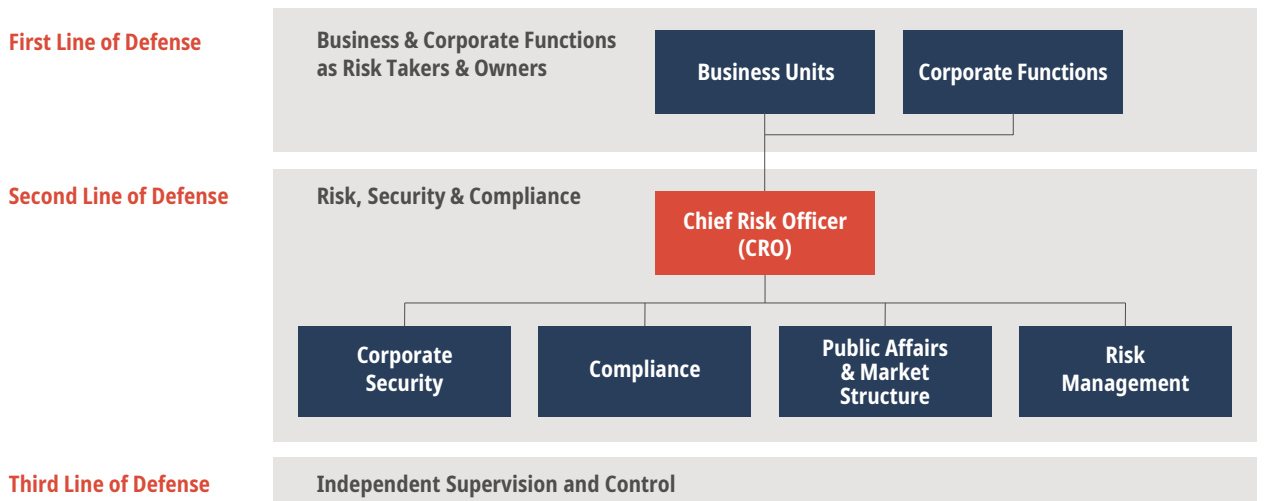 First Line of Defense
Business & Corporate Functions
as Risk Takers & Owners
Business Units
Corporate Functions
Second Line of Defense
Risk, Security & Compliance
Chief Risk Officer
(CRO)
Corporate
Security
Compliance
Public Affairs
& Market
Structure
Risk
Management
Third Line of Defense
Independent Supervision and Control